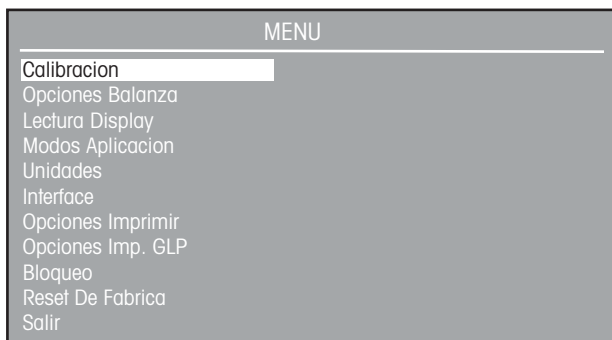 MENU
Calibracion
Opciones Balanza
Lectura Display
Modos Aplicacion
Unidades
Interface
Opciones Imprimir
Opciones Imp. GLP
Bloqueo
Reset De Fabrica
Salir